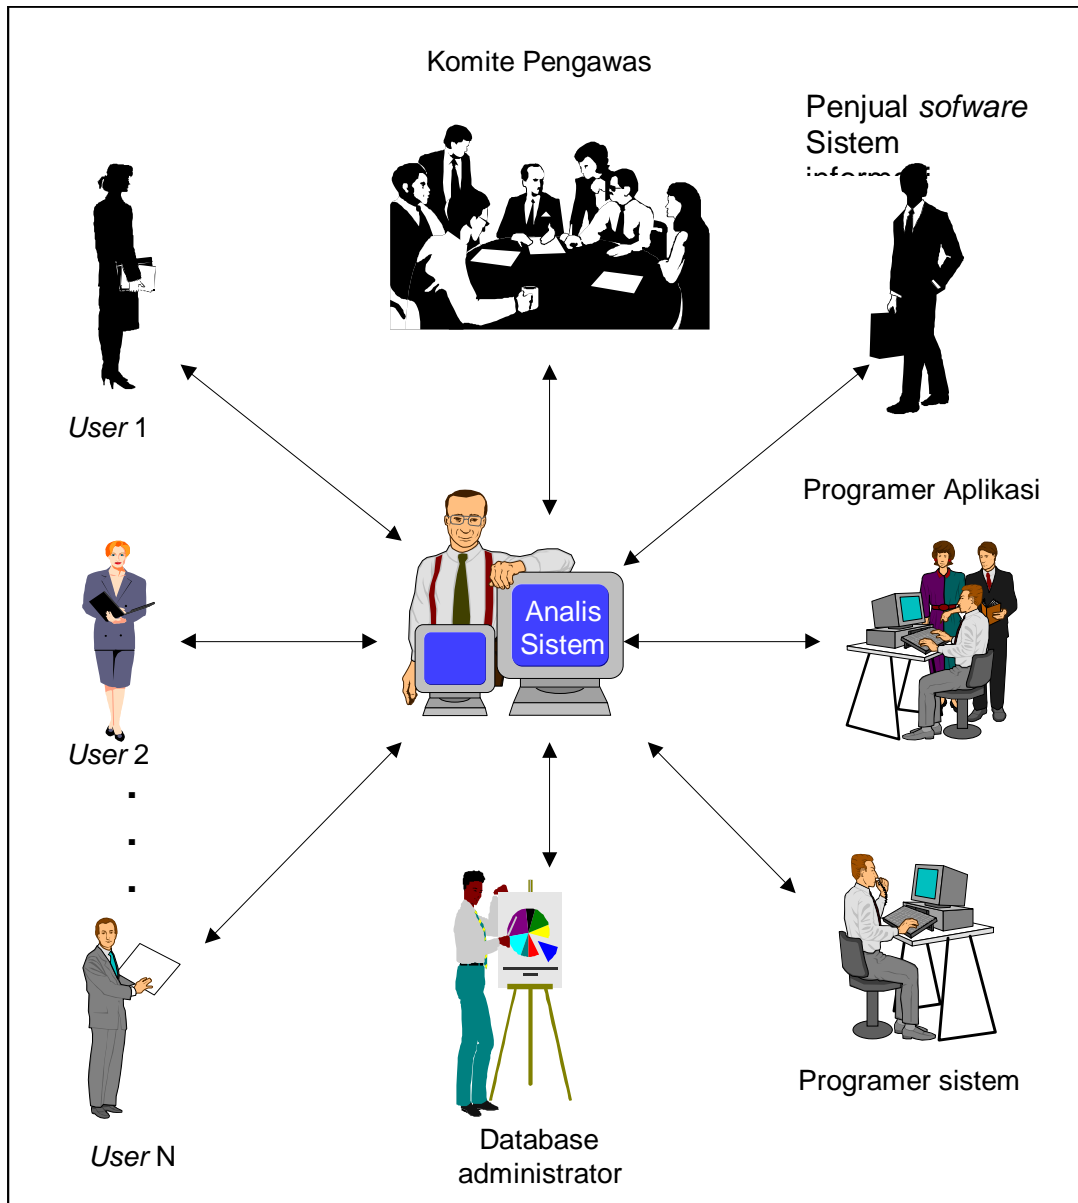 Komite Pengawas
Penjual sofware
Sistem
User 1
Programer Aplikasi
Analis
Sistem
User 2
.
.
.
Programer sistem
Database
administrator
User N